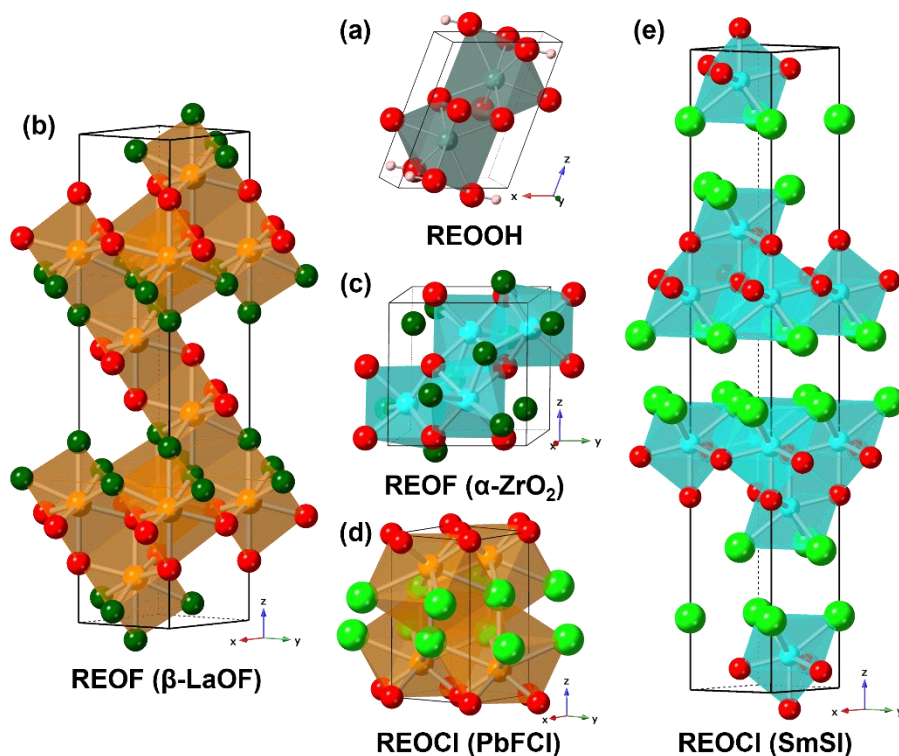 (a)
z
x
y
REOOH
(b)
z
x
y
REOF (β-LaOF)
(c)
z
x
y
REOF (α-ZrO₂)
(d)
z
x
y
REOCl (PbFCl)
(e)
z
x
y
REOCl (SmSI)